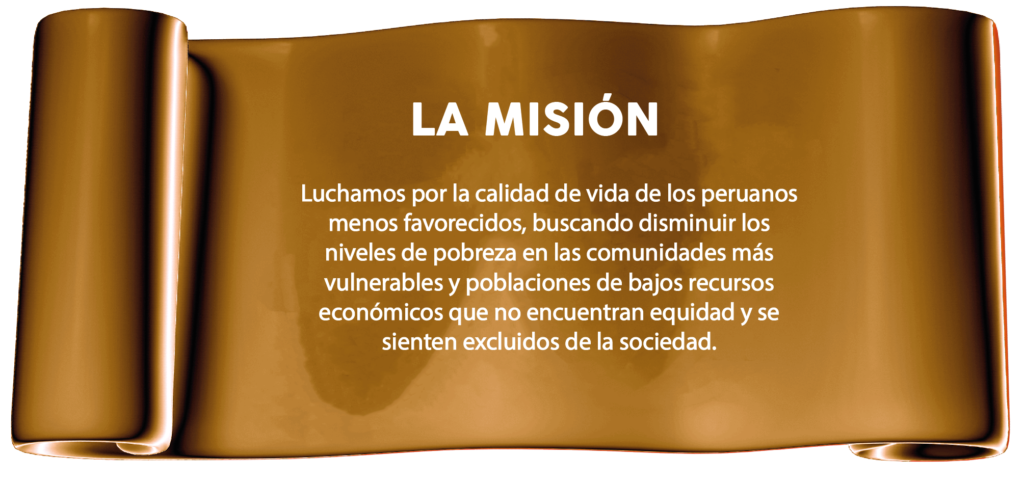 LA MISIÓN
Luchamos por la calidad de vida de los peruanos
menos favorecidos, buscando disminuir los
niveles de pobreza en las comunidades más
vulnerables y poblaciones de bajos recursos
económicos que no encuentran equidad y se
sienten excluidos de la sociedad.